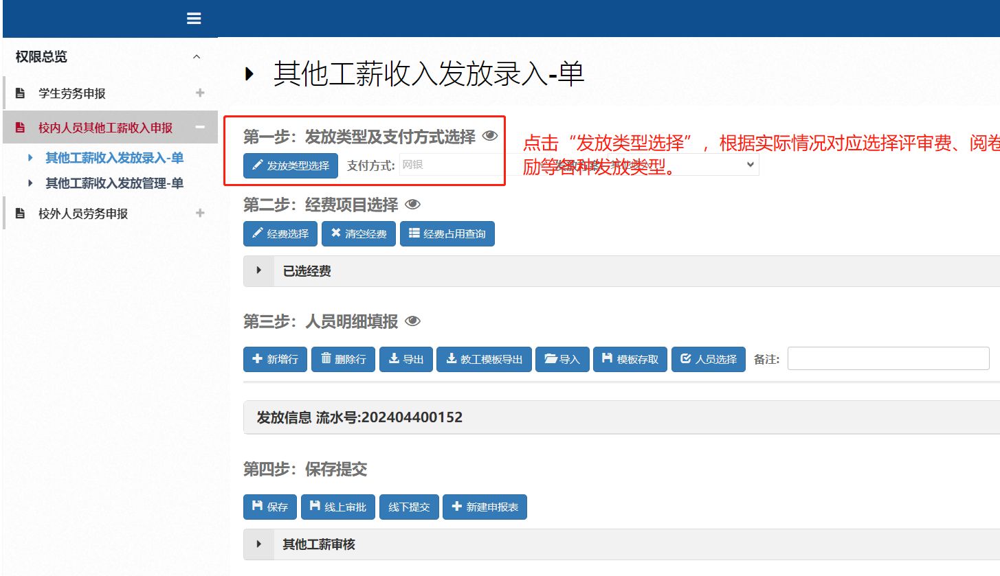 权限总览
学生劳务申报
校内人员其他工薪收入申报
其他工薪收入发放录入-单
其他工薪收入发放管理-单
校外人员劳务申报
其他工薪收入发放录入-单
第一步：发放类型及支付方式选择
点击“发放类型选择”，根据实际情况对应选择评审费、阅卷
励等各种发放类型。
发放类型选择 支付方式: 网银
第二步：经费项目选择
经费选择 清空经费 经费占用查询
已选经费
第三步：人员明细填报
新增行 删除行 导出 教工模板导出 导入 模板存取 人员选择 备注:
发放信息 流水号:202404400152
第四步：保存提交
保存 线上审批 线下提交 新建申报表
其他工薪审核